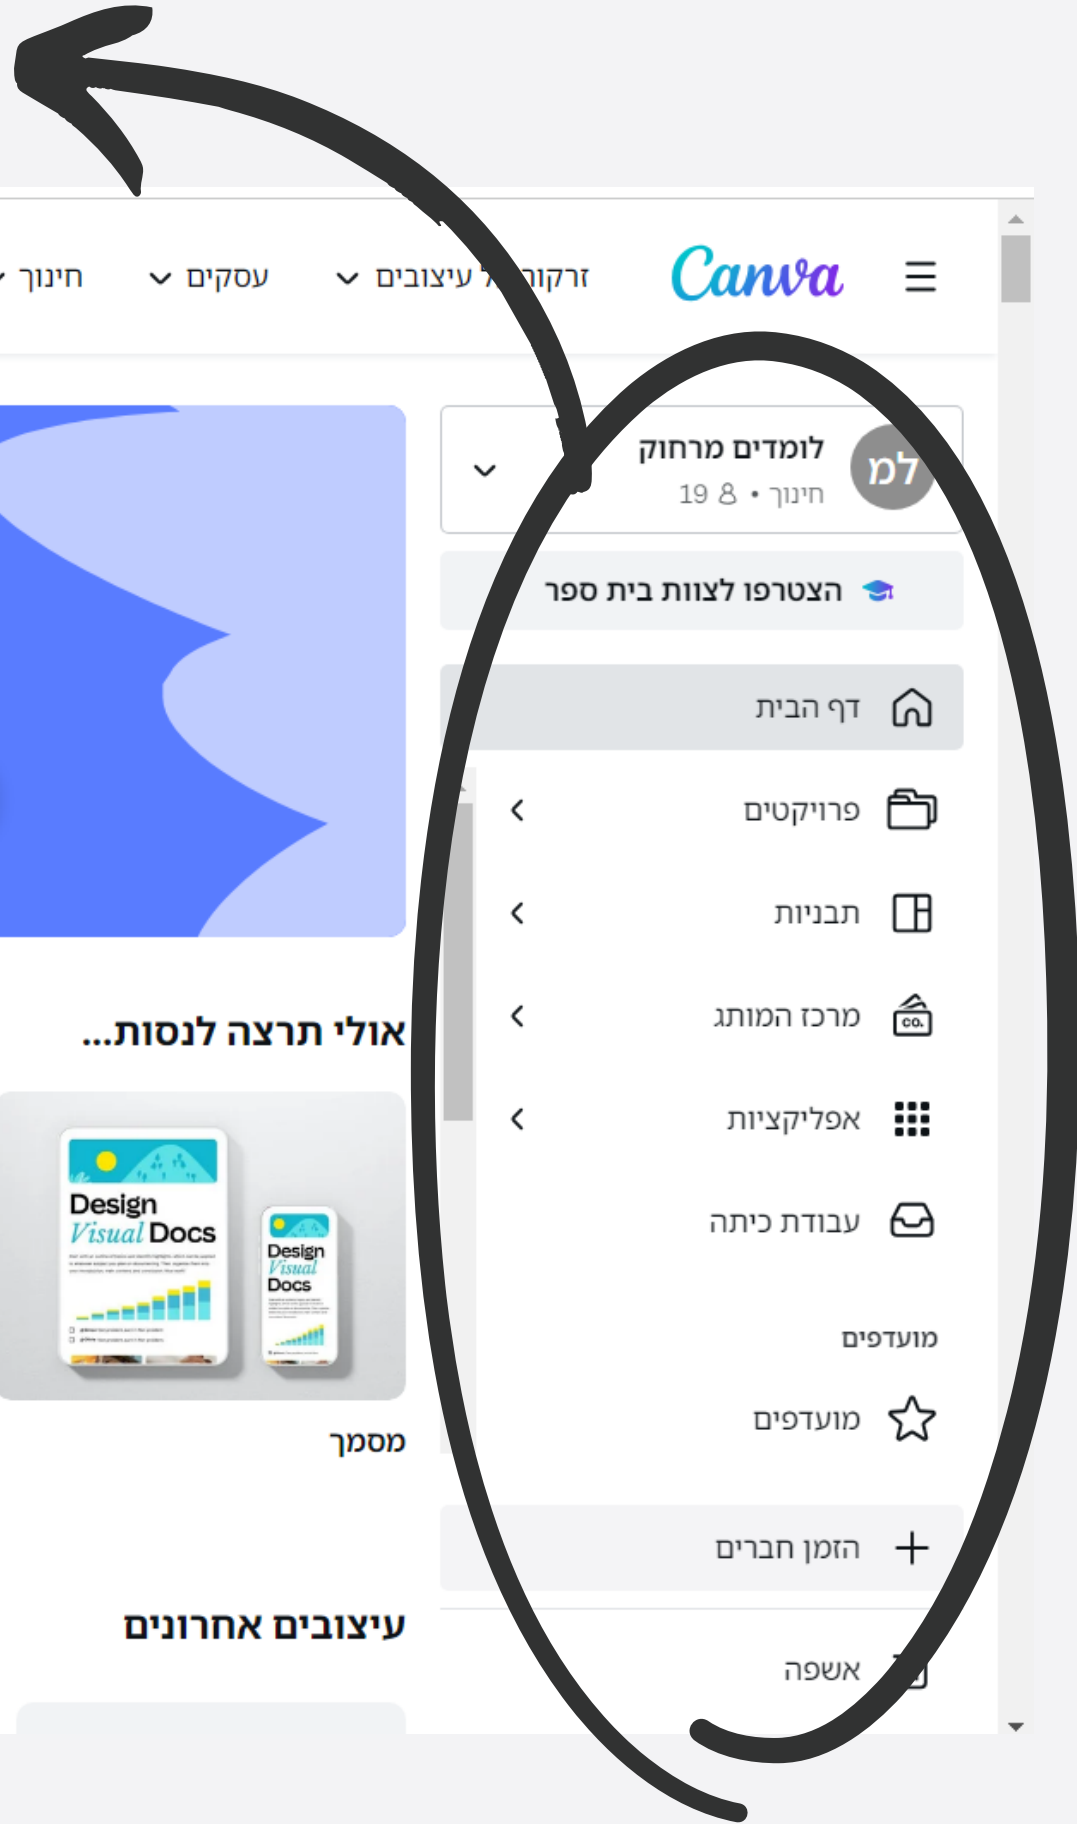 Canva
זרקור על עיצובים
עסקים
חינוך
למ
לומדים מרחוק
חינוך • 19
הצטרפו לצוות בית ספר
דף הבית
פרויקטים
תבניות
מרכז המותג
CO.
אפליקציות
עבודת כיתה
מועדפים
מועדפים
הזמן חברים
אשפה
אולי תרצה לנסות...
Design
Visual Docs
Design
Visual
Docs
מסמך
עיצובים אחרונים